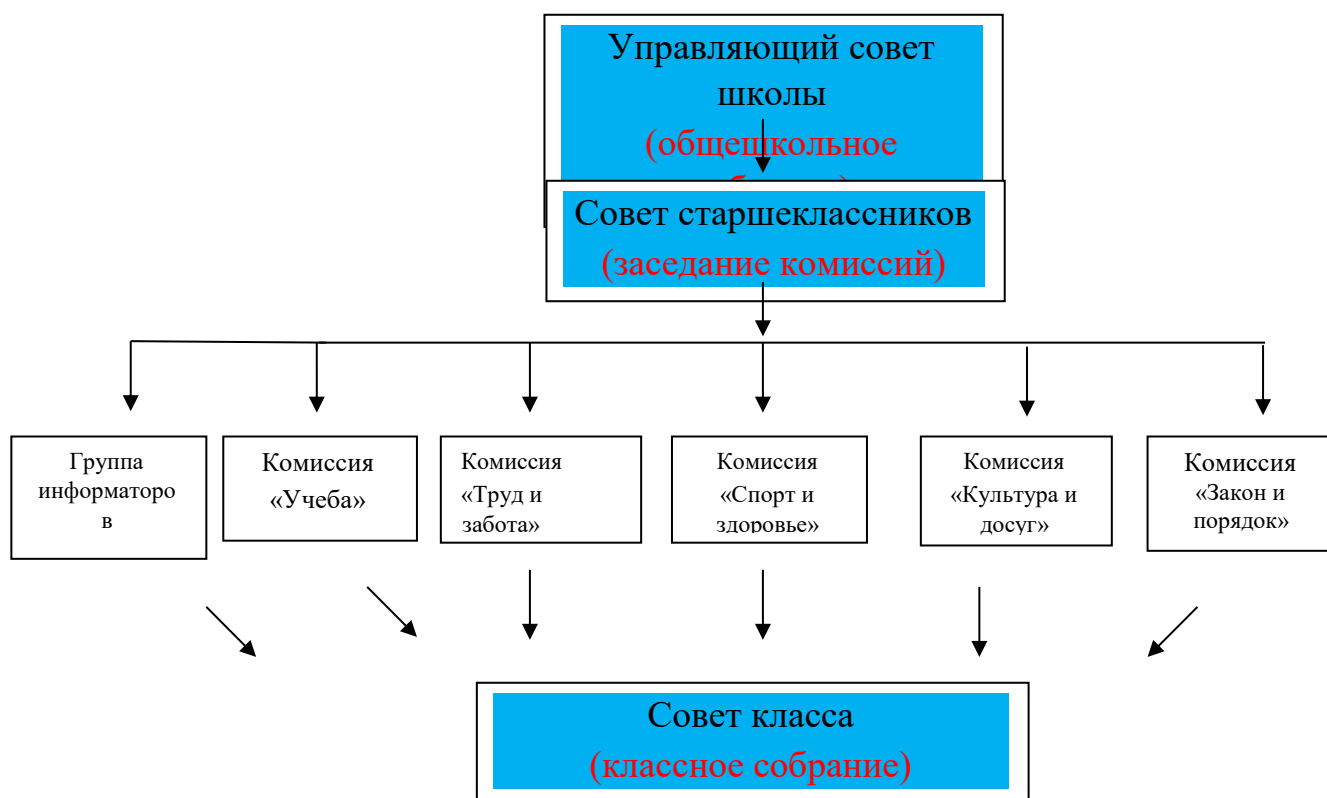 Управляющий совет
школы
(общешкольное
Совет старшеклассников
(заседание комиссий)
Группа
информаторо
в
Комиссия
«Учеба»
Комиссия
«Труд и
забота»
Комиссия
«Спорт и
здоровье»
Комиссия
«Культура и
досуг»
Комиссия
«Закон и
порядок»
Совет класса
(классное собрание)